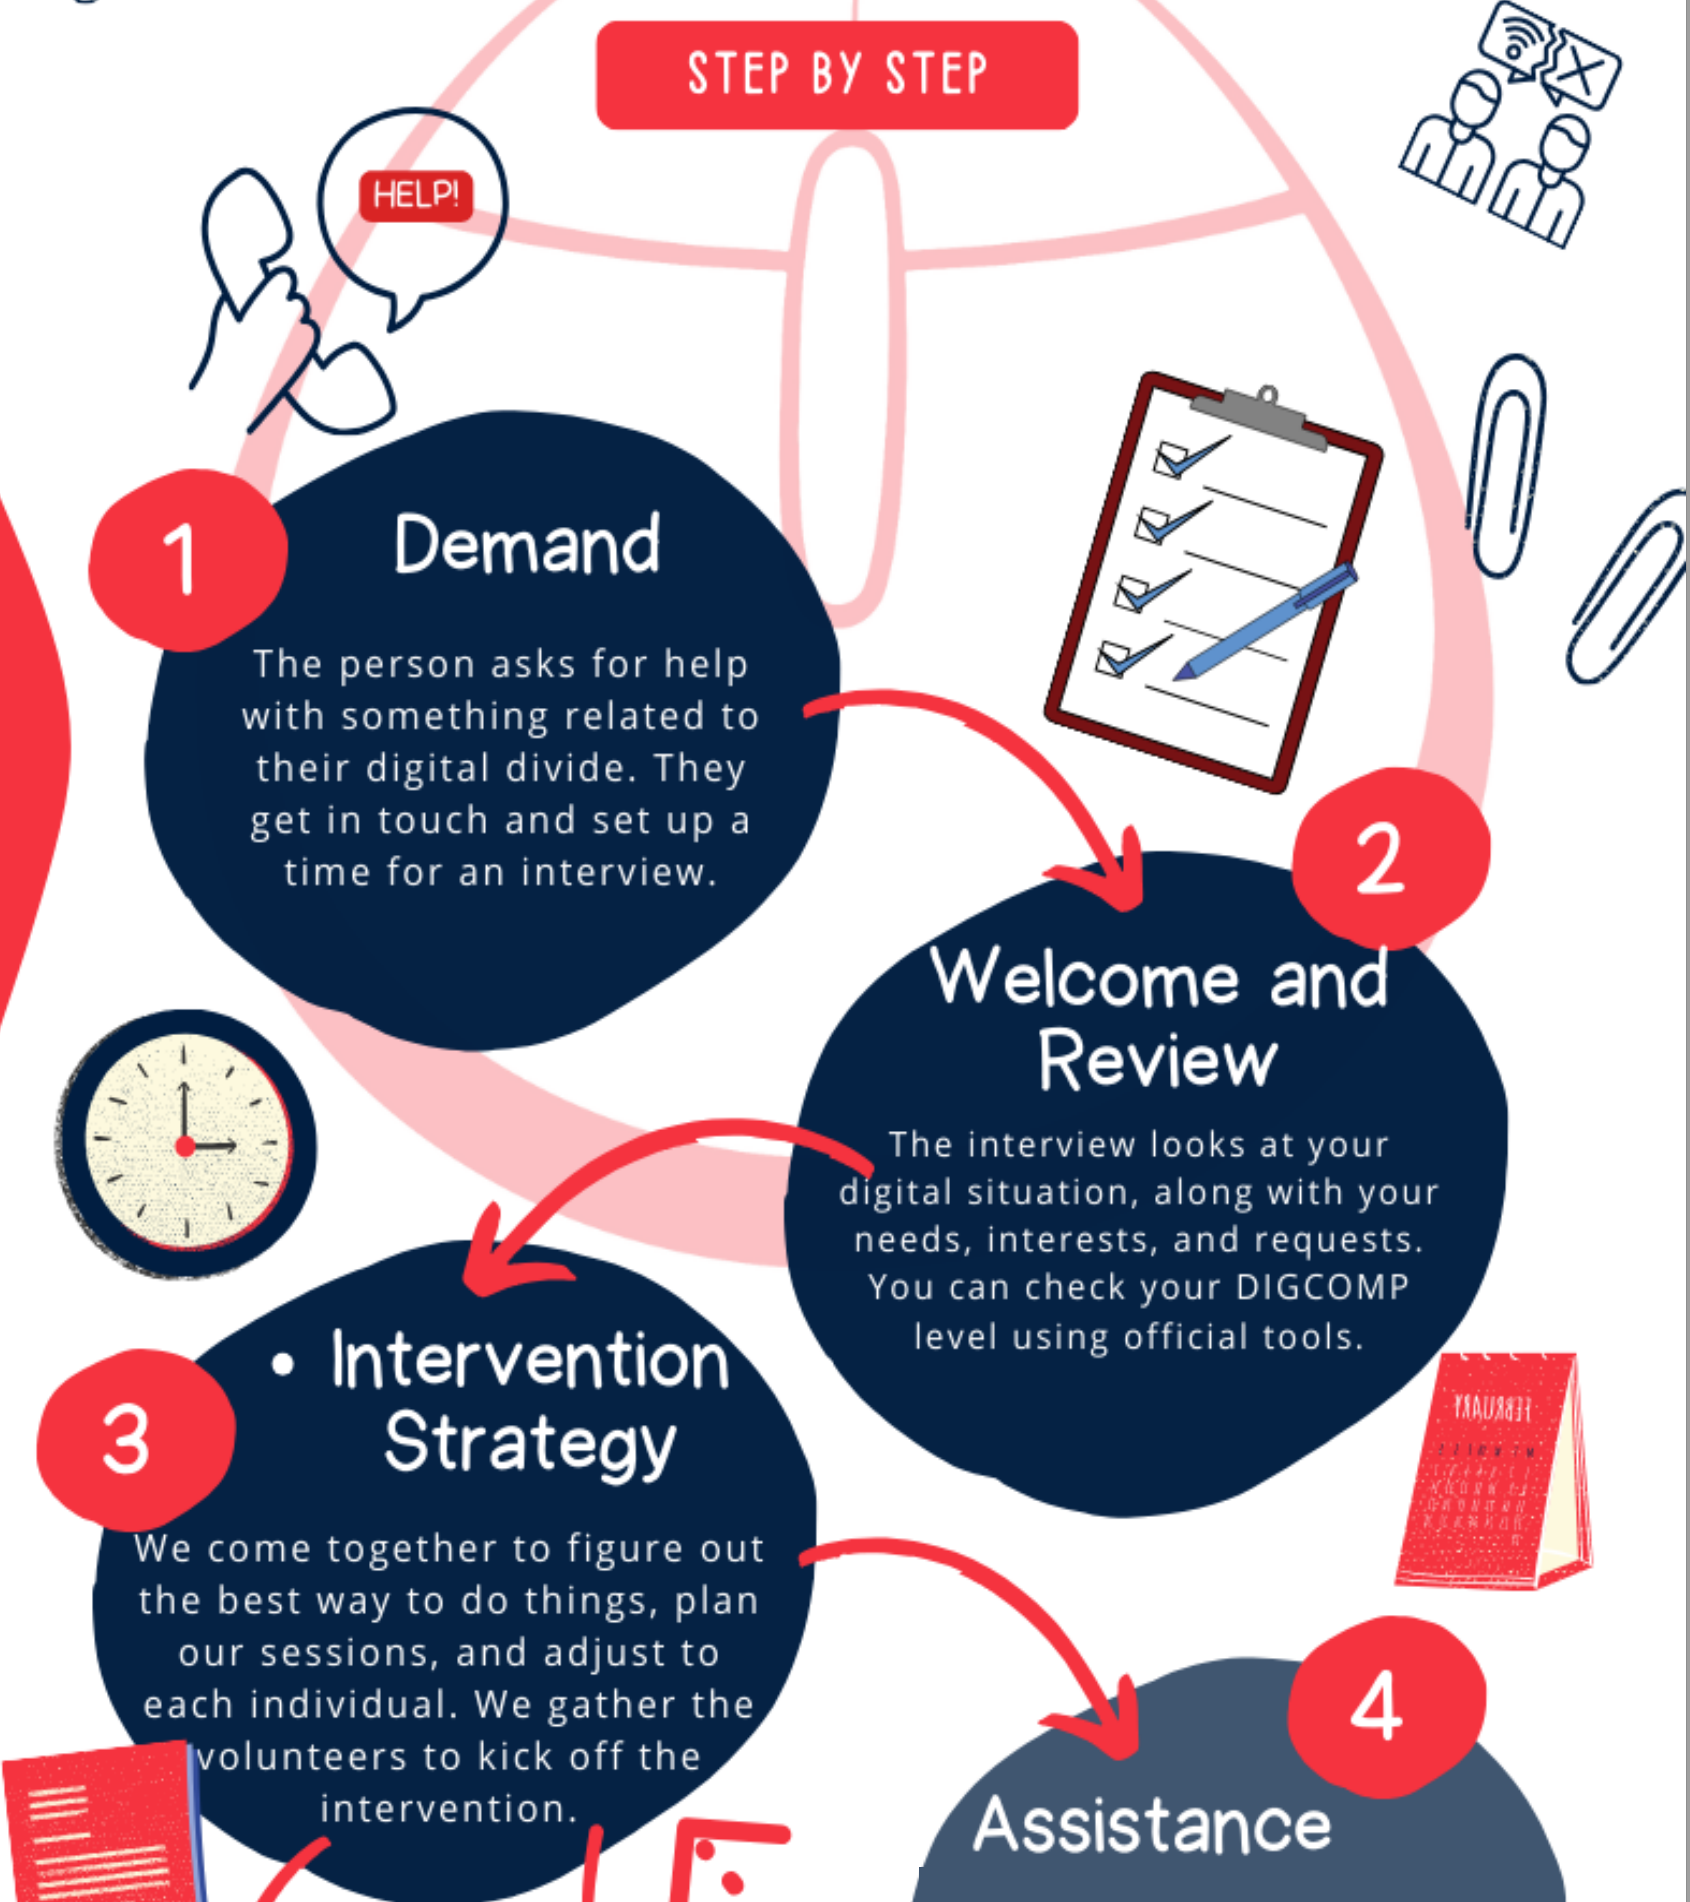 STEP BY STEP
HELP!
1
Demand
The person asks for help
with something related to
their digital divide. They
get in touch and set up a
time for an interview.
2
Welcome and
Review
The interview looks at your
digital situation, along with your
needs, interests, and requests.
You can check your DIGCOMP
level using official tools.
3
• Intervention
Strategy
We come together to figure out
the best way to do things, plan
our sessions, and adjust to
each individual. We gather the
volunteers to kick off the
intervention.
FEBRUARY
4
Assistance